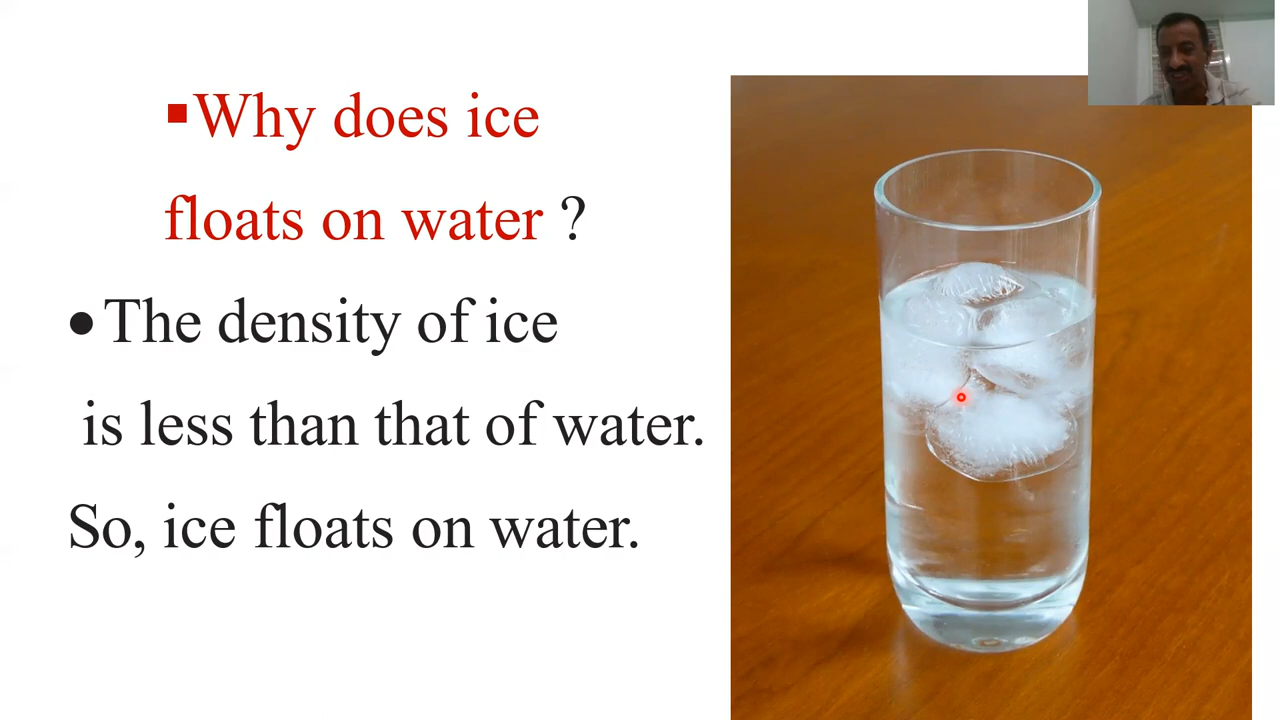 ▪Why does ice
floats on water ?
•The density of ice
is less than that of water.
So, ice floats on water.